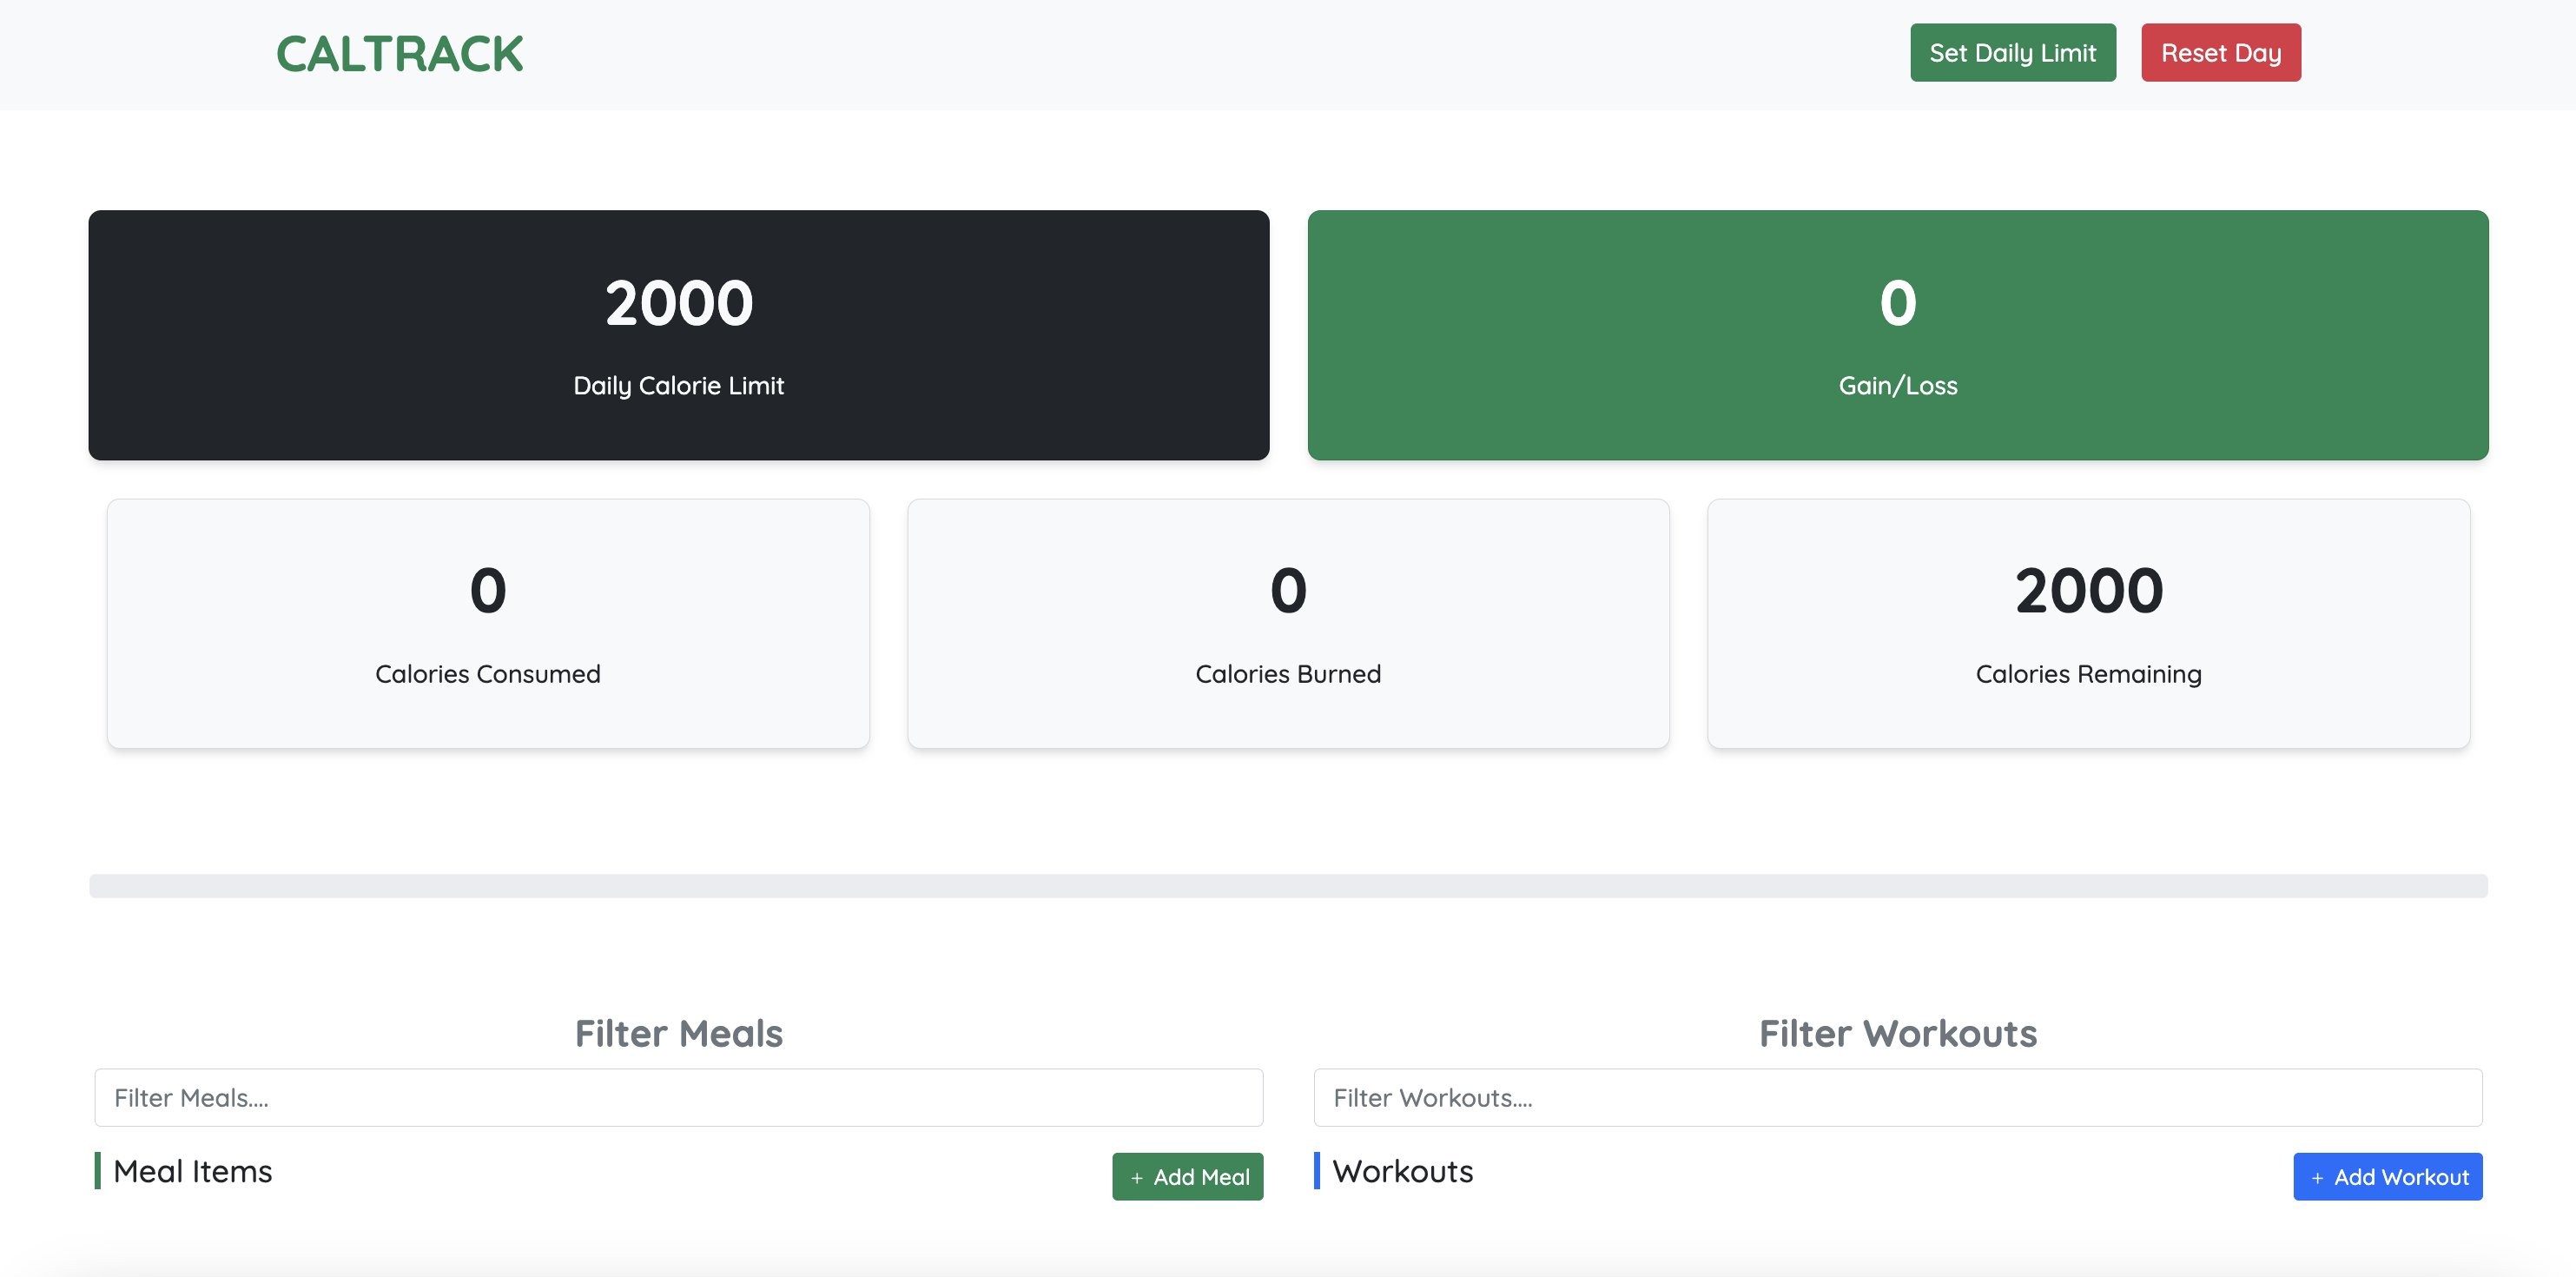 CALTRACK
Set Daily Limit
Reset Day
2000
Daily Calorie Limit
0
Gain/Loss
0
Calories Consumed
0
Calories Burned
2000
Calories Remaining
Filter Meals
Filter Meals....
Meal Items
+ Add Meal
Filter Workouts
Filter Workouts....
Workouts
+ Add Workout